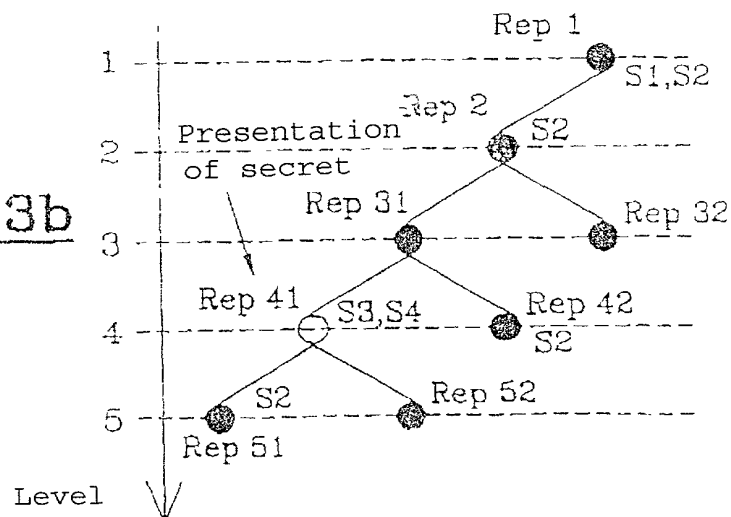 Rep 1
1
S1,S2
Rep 2
S2
Presentation
of secret
2
3b
Rep 31
Rep 32
3
Rep 41
S3,S4
Rep 42
4
S2
S2
Rep 52
5
Rep 51
Level